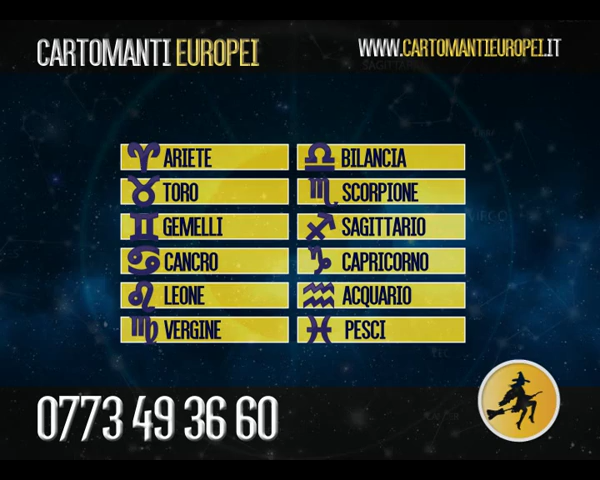 CARTOMANTI EUROPEI
WWW.CARTOMANTIEUROPEI.IT
SAGITTAR
ARIETE
TORO
GEMELLI
CANCRO
LEONE
VERGINE
BILANCIA
SCORPIONE
SAGITTARIO
CAPRICORNO
ACQUARIO
PESCI
0773 49 36 60